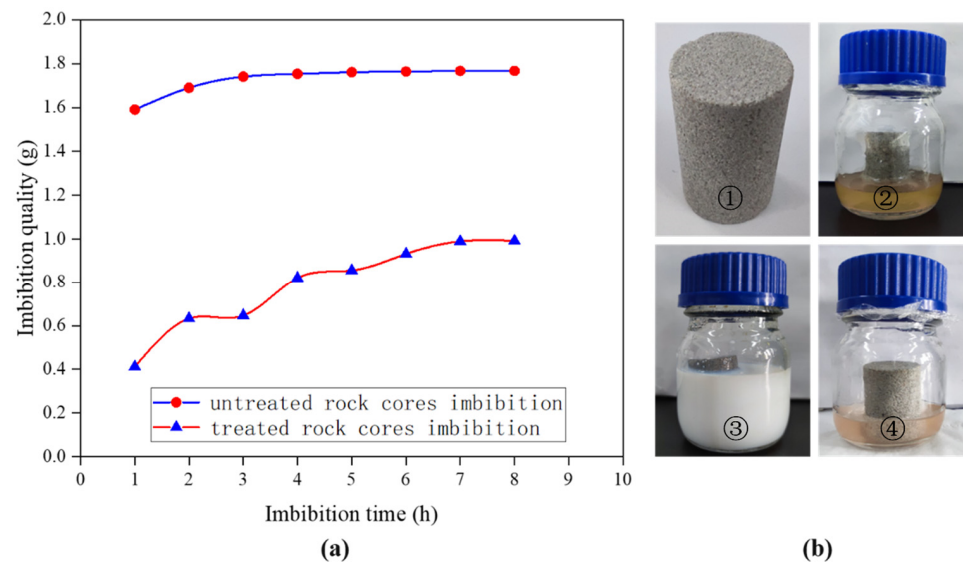 2.0
1.8
1.6
1.4
1.2
1.0
0.8
0.6
0.4
0.2
0.0
Imbibition quality (g)
untreated rock cores imbibition
treated rock cores imbibition
0 1 2 3 4 5 6 7 8 9 10
Imbibition time (h)
(a)
①
②
③
④
(b)